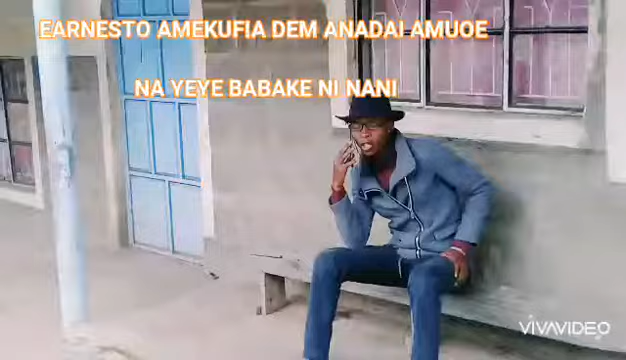 EARNESTO AMEKUFIA DEM ANADAI AMUOE
NA YEYE BABAKE NI NANI
VIVAVIDEO